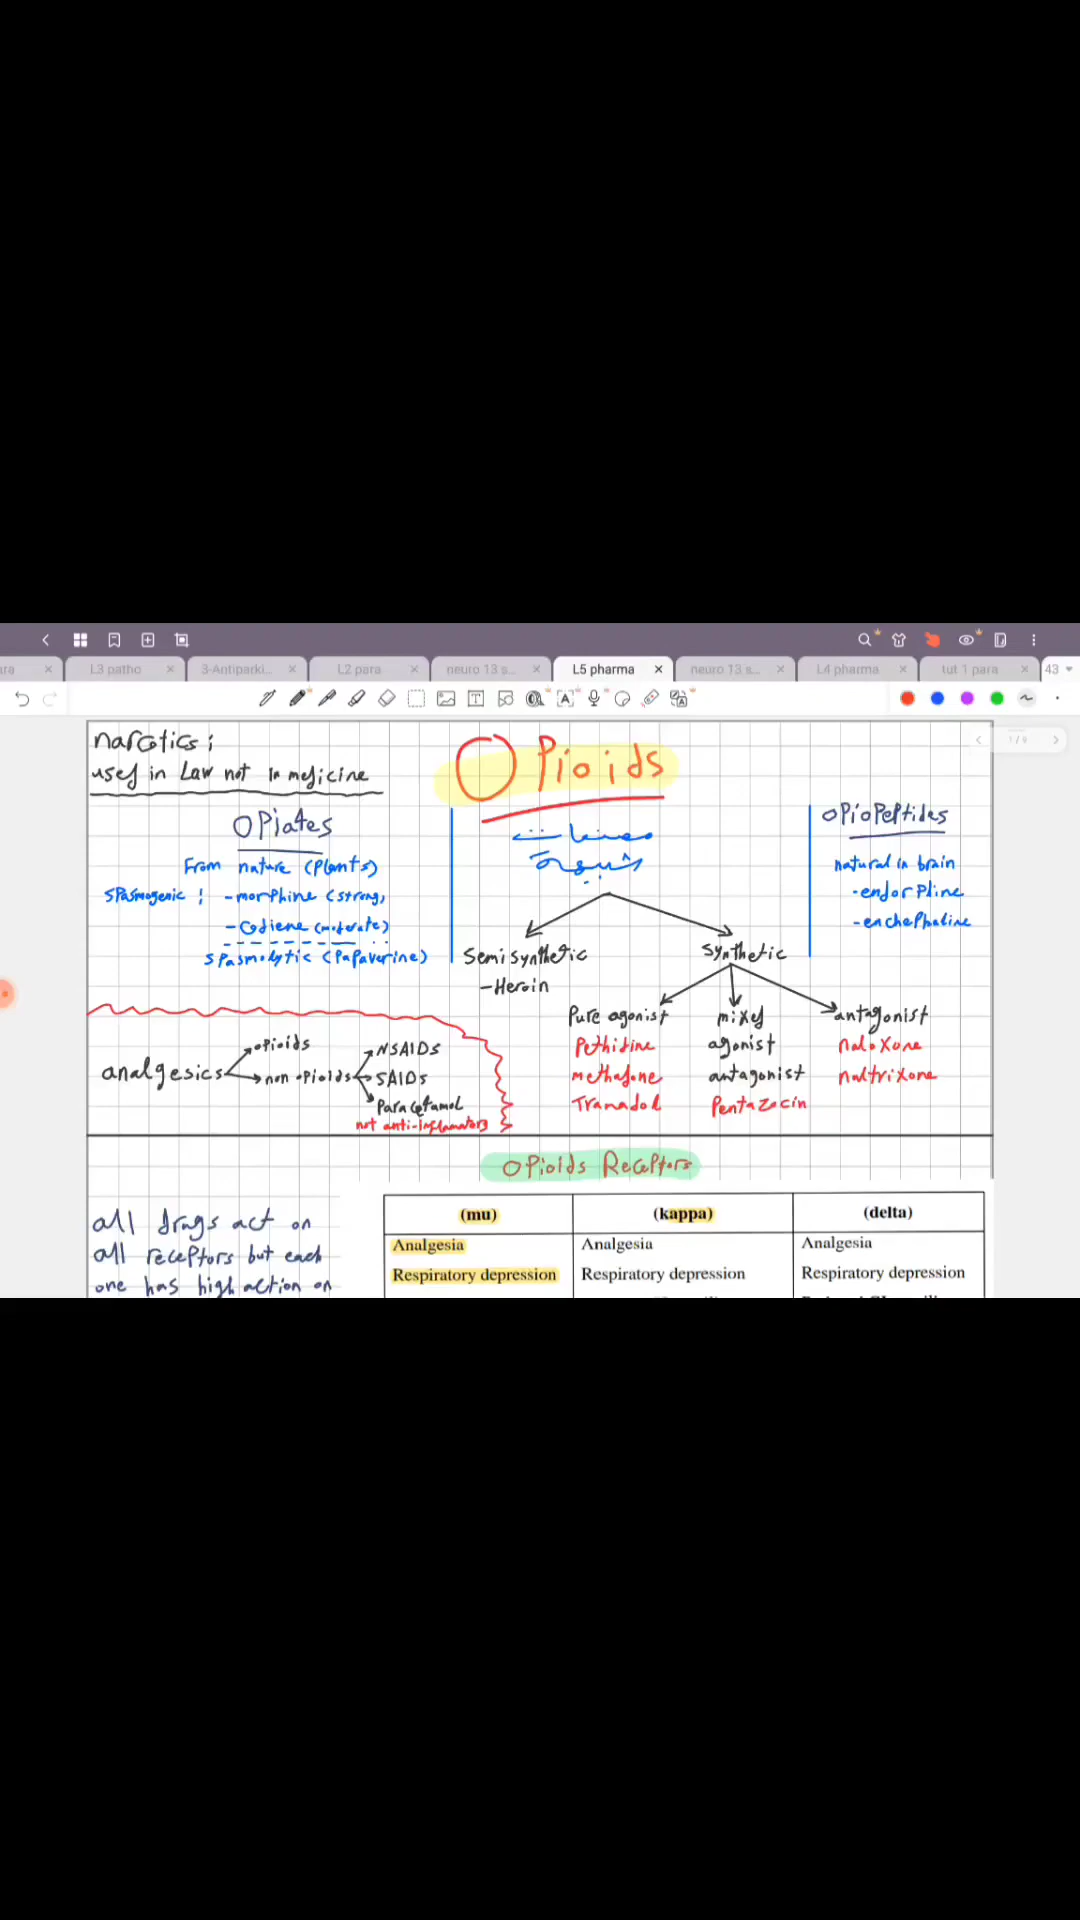 L3 patho
3-Antiparki...
L2 para
neuro 13 s...
L5 pharma
neuro 13 s...
L4 pharma
tut 1 para
43
1/9
narcotics:
used in Law not in medicine
OPioids
OPiates
From nature (Plants)
SPasmogenic : -morphine (strong)
-Codiene (moderate)
SPasmolytic (PaPaverine)
Semisynthetic
-Heroin
Synthetic
Pure agonist
Pethidine
methadone
Tramadol
mixed
agonist
antagonist
Pentazocin
antagonist
naloxone
naltrixone
OPioPePtides
natural in brain
-endorPhine
-enchePhaline
analgesics
oPioids
non oPioids
NSAIDs
SAIDs
Paracetamol
not anti-inflamatory
OPioids RecePtors
all drugs act on
all recePtors but each
one has high action on
(mu) (kappa) (delta)
Analgesia Analgesia Analgesia
Respiratory depression Respiratory depression Respiratory depression